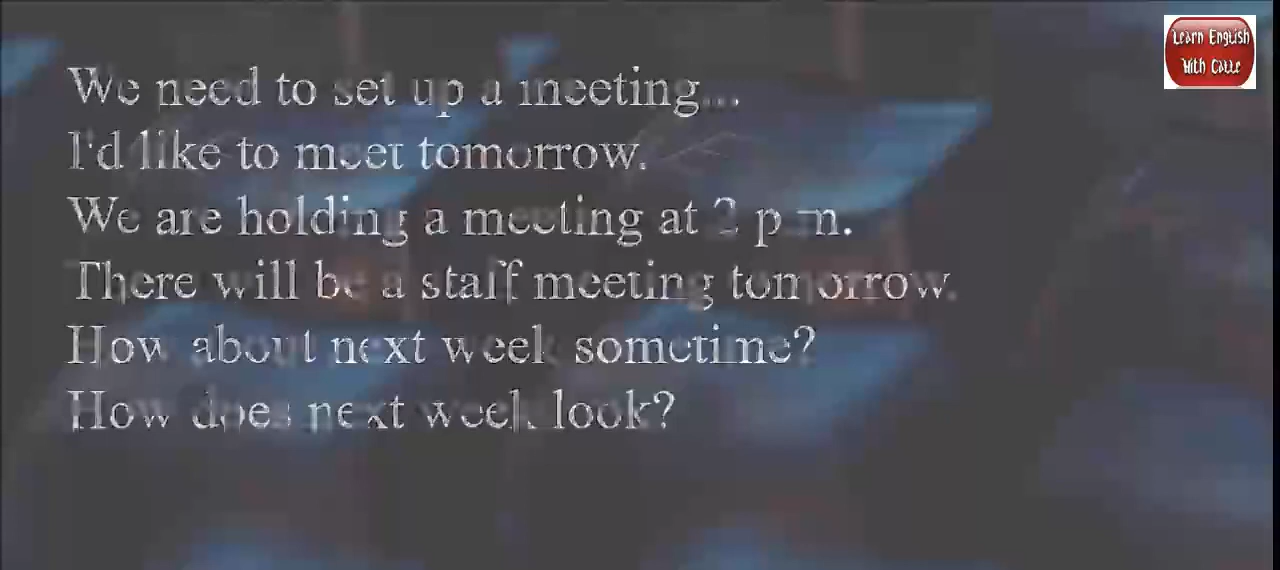 We need to set up a meeting...
I'd like to meet tomorrow.
We are holding a meeting at 2 p.m.
There will be a staff meeting tomorrow.
How about next week sometime?
How does next week look?
Learn English
With